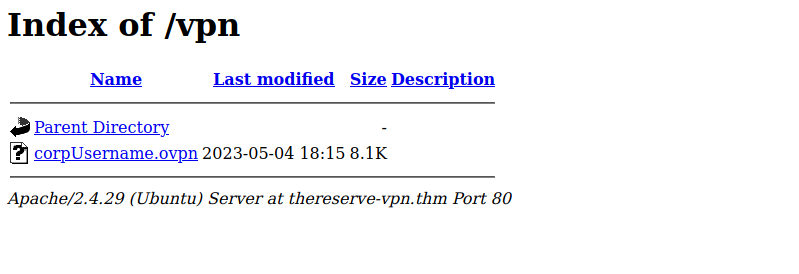 Index of /vpn
Name Last modified Size Description
Parent Directory -
corpUsername.ovpn 2023-05-04 18:15 8.1K
Apache/2.4.29 (Ubuntu) Server at thereserve-vpn.thm Port 80